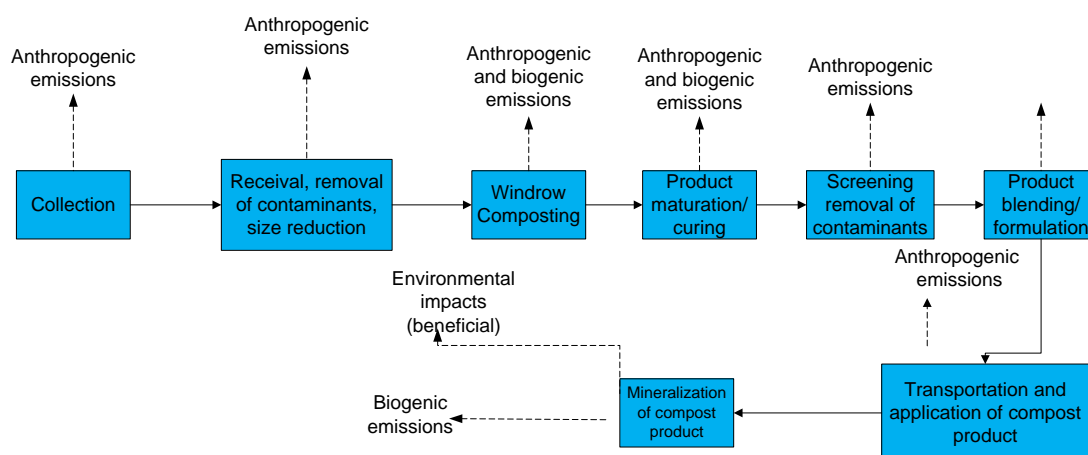 Anthropogenic
emissions
Anthropogenic
emissions
Anthropogenic
and biogenic
emissions
Anthropogenic
and biogenic
emissions
Anthropogenic
emissions
Collection
Receival, removal
of contaminants,
size reduction
Windrow
Composting
Product
maturation/
curing
Screening
removal of
contaminants
Product
blending/
formulation
Anthropogenic
emissions
Environmental
impacts
(beneficial)
Transportation and
application of compost
product
Mineralization
of compost
product
Biogenic
emissions